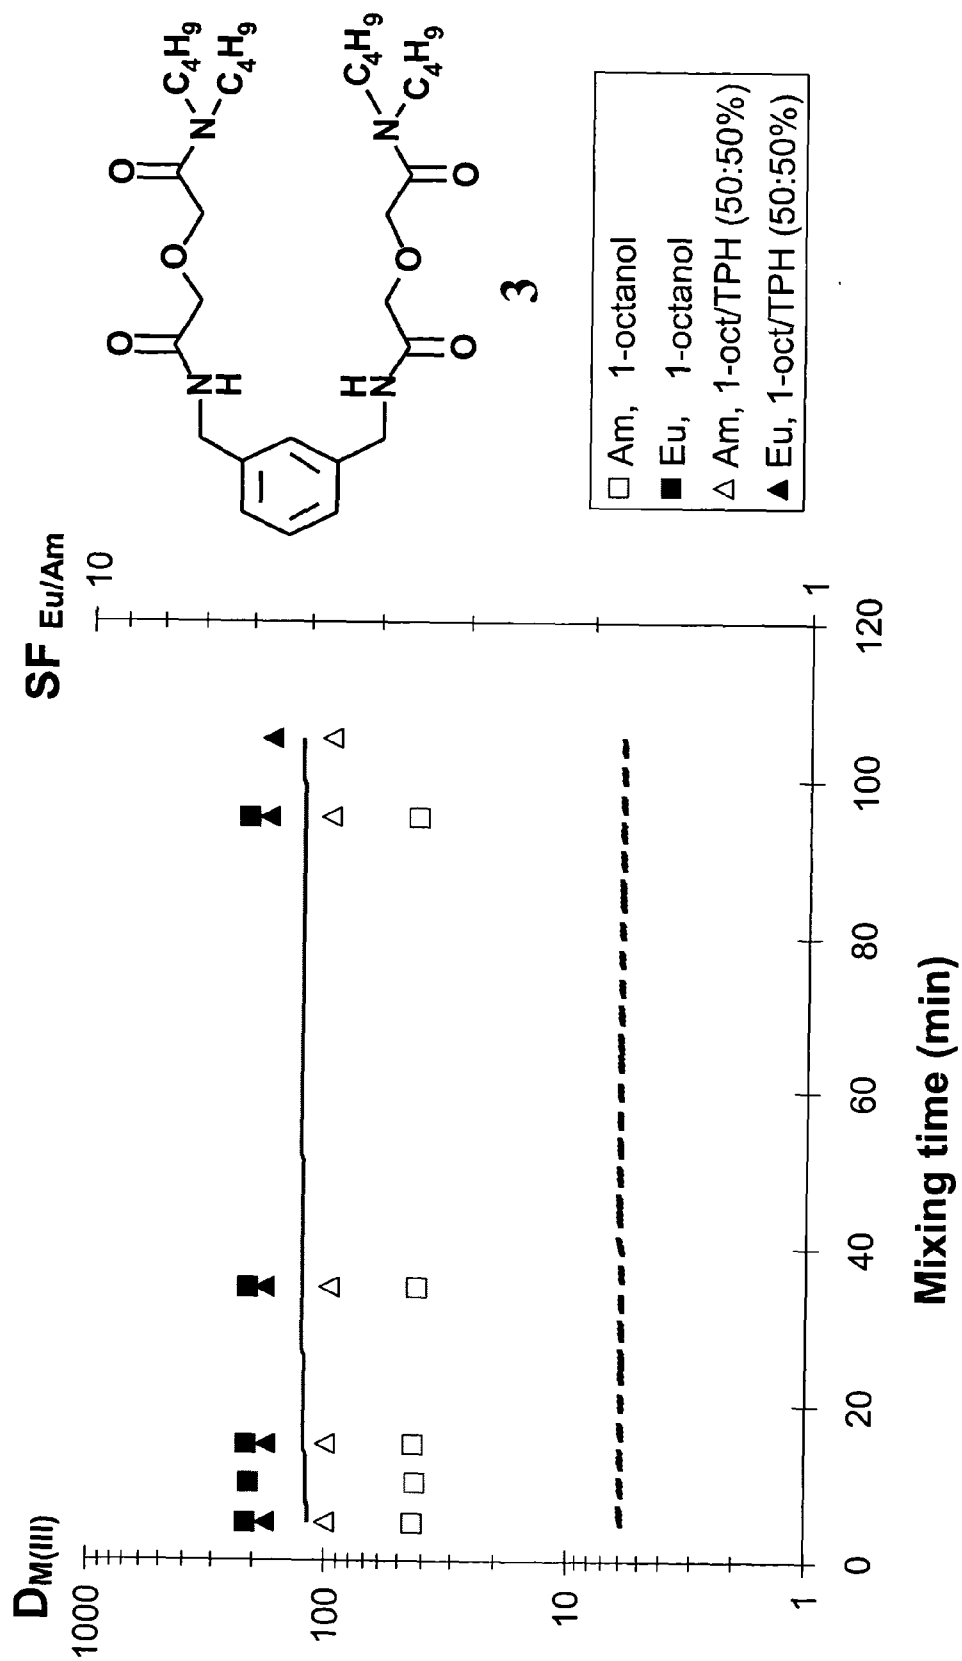 D M(III)
SF Eu/Am
1000
100
10
1
10
1
0
20
40
60
80
100
120
Mixing time (min)
O
O
N
H
O
N
C4H9
C4H9
H
N
O
O
O
N
C4H9
C4H9
3
Am, 1-octanol
Eu, 1-octanol
Am, 1-oct/TPH (50:50%)
Eu, 1-oct/TPH (50:50%)